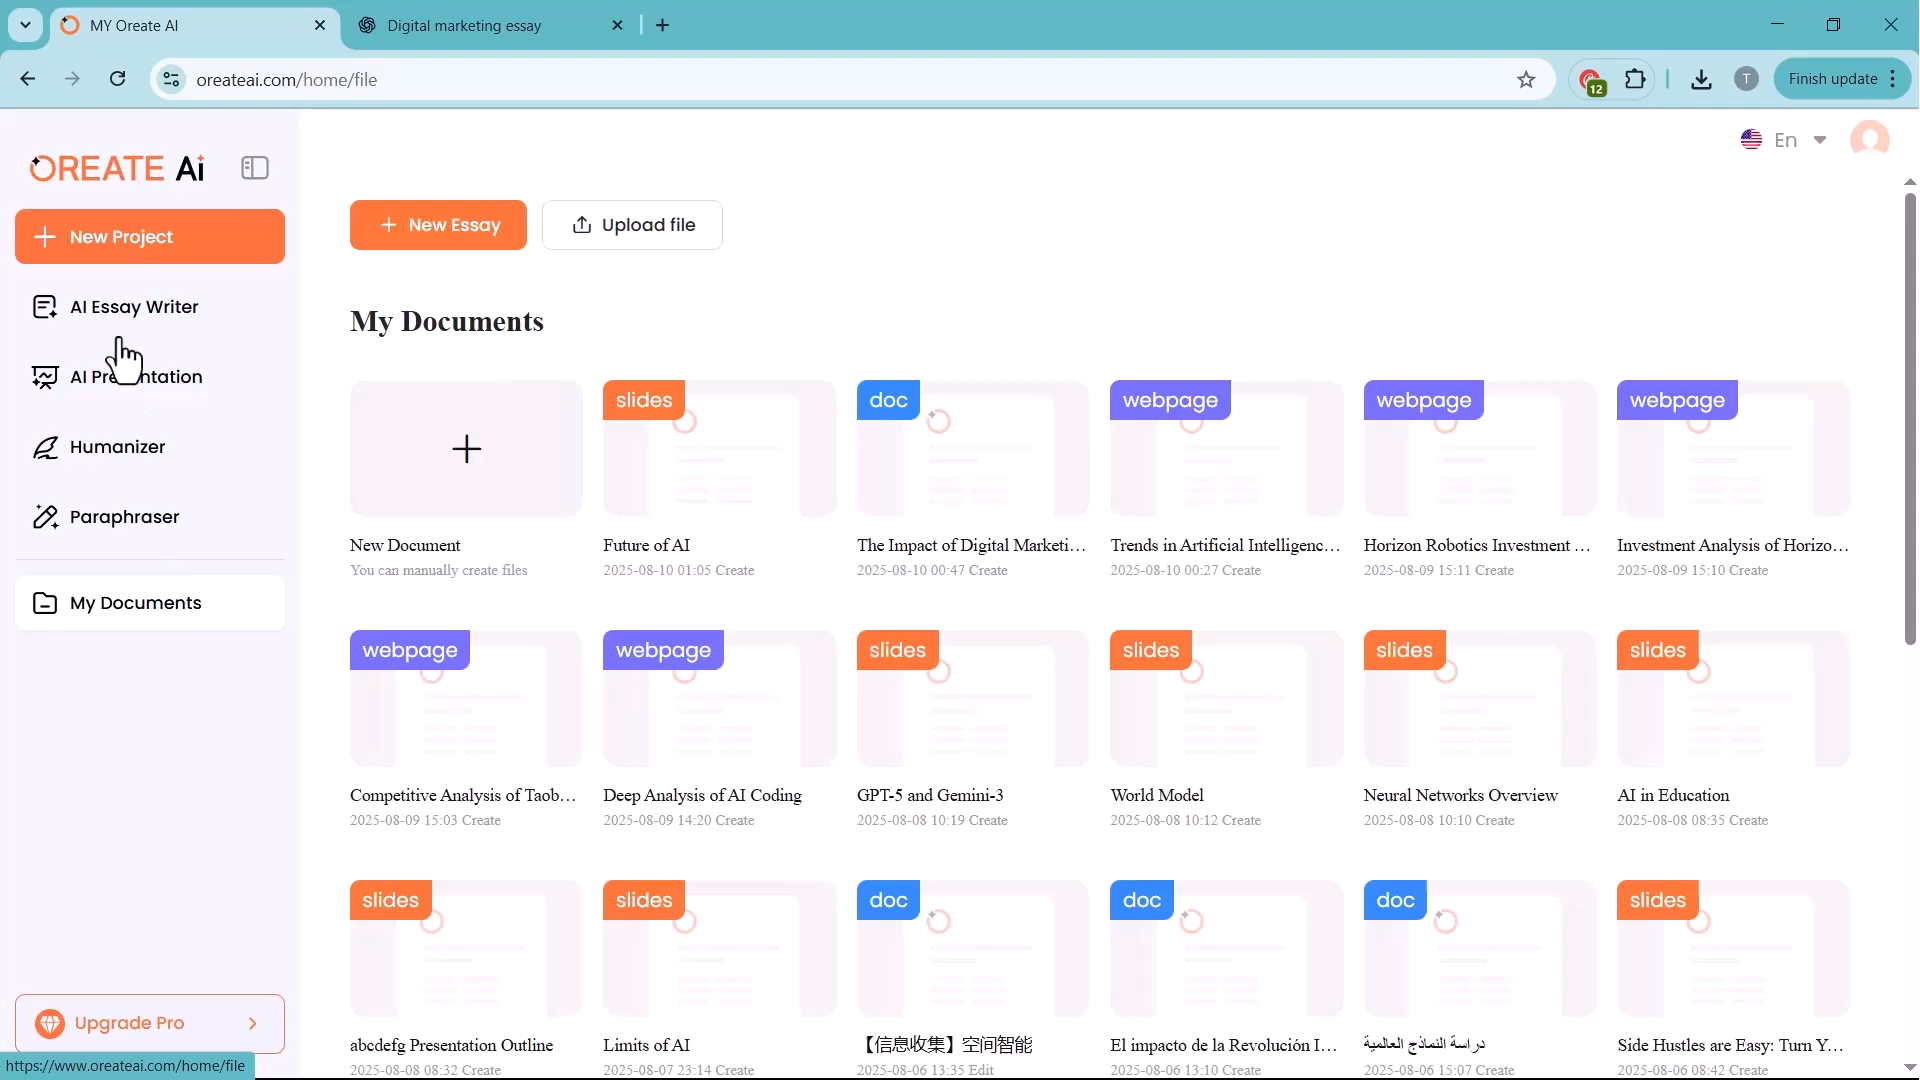 MY Oreate AI
Digital marketing essay
oreateai.com/home/file
12
T
Finish update
OREATE Ai
En
New Project
New Essay
Upload file
AI Essay Writer
My Documents
AI Presentation
Humanizer
Paraphraser
My Documents
slides
doc
webpage
webpage
webpage
New Document
Future of AI
The Impact of Digital Marketi...
Trends in Artificial Intelligenc...
Horizon Robotics Investment ...
Investment Analysis of Horizo...
You can manually create files
2025-08-10 01:05 Create
2025-08-10 00:47 Create
2025-08-10 00:27 Create
2025-08-09 15:11 Create
2025-08-09 15:10 Create
webpage
webpage
slides
slides
slides
slides
Competitive Analysis of Taob...
Deep Analysis of AI Coding
GPT-5 and Gemini-3
World Model
Neural Networks Overview
AI in Education
2025-08-09 15:03 Create
2025-08-09 14:20 Create
2025-08-08 10:19 Create
2025-08-08 10:12 Create
2025-08-08 10:10 Create
2025-08-08 08:35 Create
slides
slides
doc
doc
doc
slides
abcdefg Presentation Outline
Limits of AI
【信息收集】空间智能
El impacto de la Revolución I...
دراسة النماذج العالمية
Side Hustles are Easy: Turn Y...
2025-08-08 08:32 Create
2025-08-07 23:14 Create
2025-08-06 13:35 Edit
2025-08-06 13:10 Create
2025-08-06 15:07 Create
2025-08-06 08:42 Create
Upgrade Pro
https://www.oreateai.com/home/file